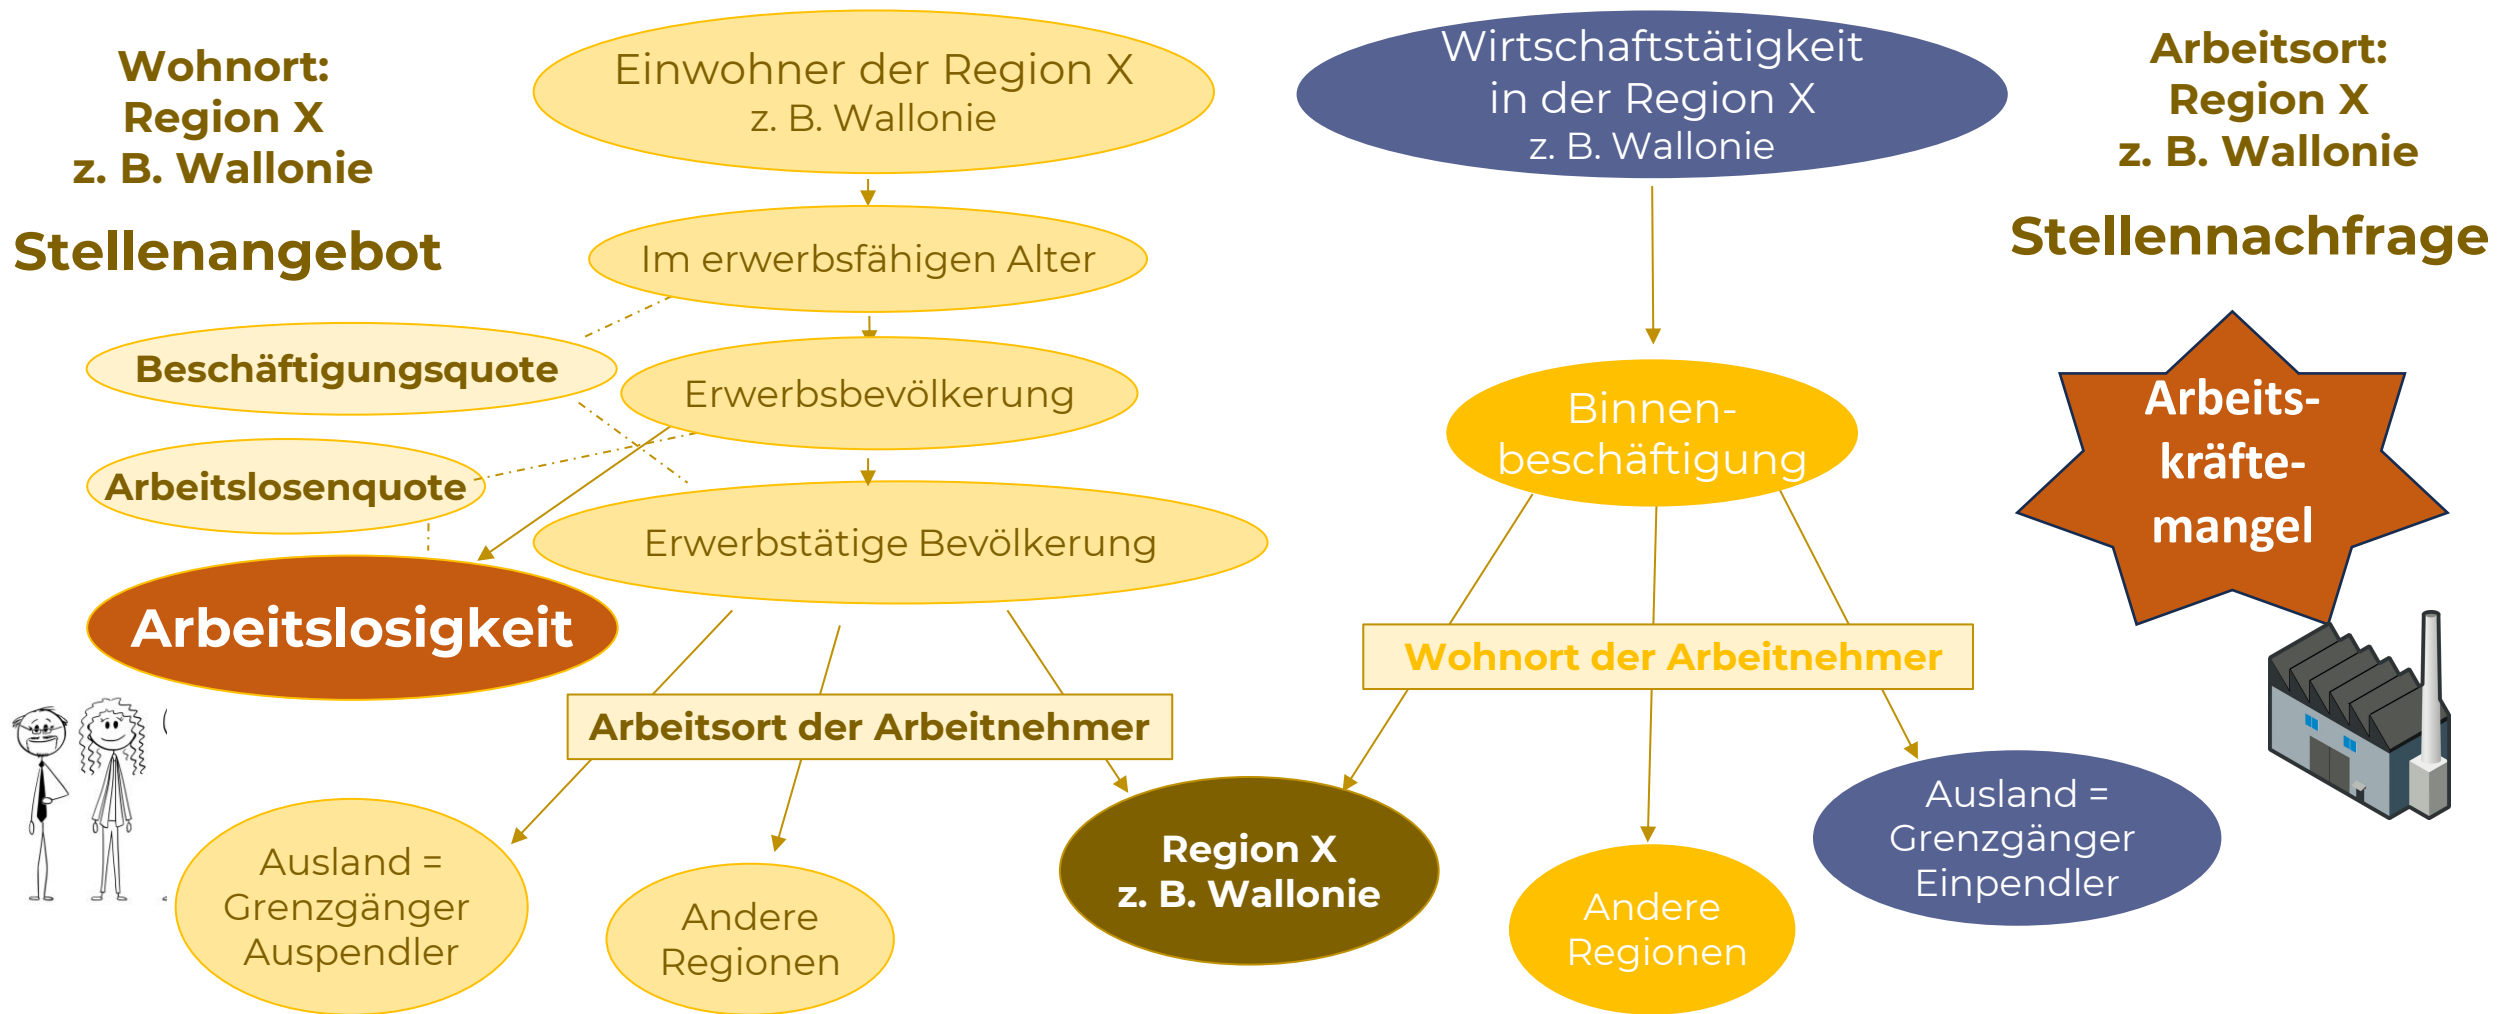 Wohnort:
Region X
z. B. Wallonie
Stellenangebot
Einwohner der Region X
z. B. Wallonie
Wirtschaftstätigkeit
in der Region X
z. B. Wallonie
Arbeitsort:
Region X
z. B. Wallonie
Stellennachfrage
Im erwerbsfähigen Alter
Beschäftigungsquote
Erwerbsbevölkerung
Arbeitslosenquote
Erwerbstätige Bevölkerung
Arbeitslosigkeit
Binnen-
beschäftigung
Arbeits-
kräfte-
mangel
Arbeitsort der Arbeitnehmer
Wohnort der Arbeitnehmer
Ausland =
Grenzgänger
Auspendler
Andere
Regionen
Region X
z. B. Wallonie
Andere
Regionen
Ausland =
Grenzgänger
Einpendler